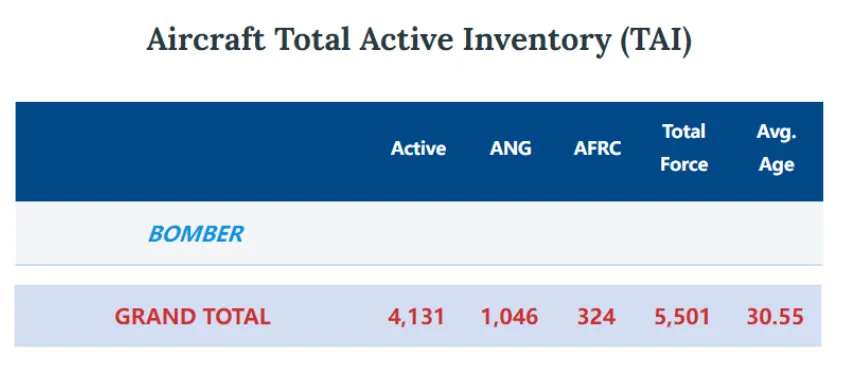 Aircraft Total Active Inventory (TAI)
Active ANG AFRC Total Force Avg. Age
BOMBER
GRAND TOTAL 4,131 1,046 324 5,501 30.55